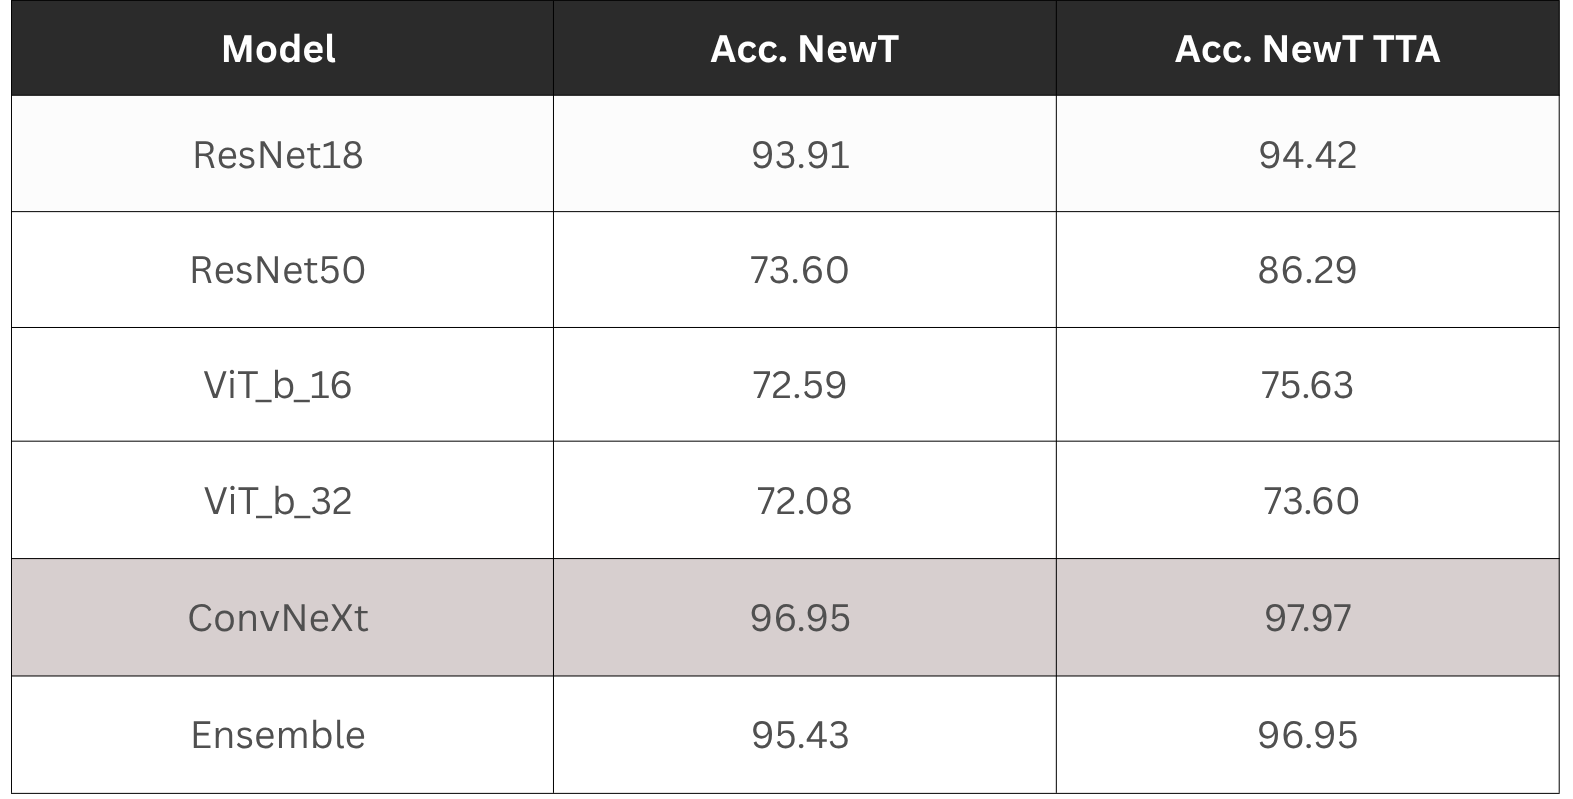 Model Acc. NewT Acc. NewT TTA
ResNet18 93.91 94.42
ResNet50 73.60 86.29
ViT_b_16 72.59 75.63
ViT_b_32 72.08 73.60
ConvNeXt 96.95 97.97
Ensemble 95.43 96.95